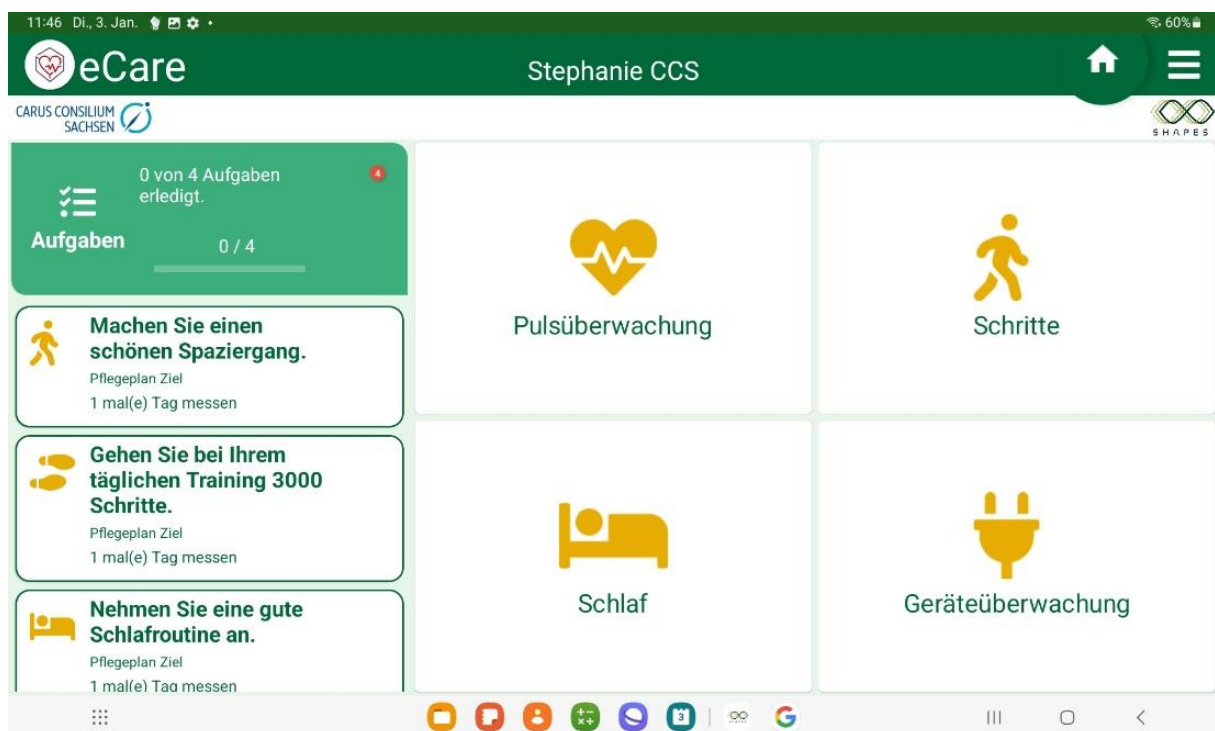 11:46 Di., 3. Jan.
60%
eCare
Stephanie CCS
CARUS CONSILIUM
SACHSEN
SHAPES
0 von 4 Aufgaben
erledigt.
4
Aufgaben
0 / 4
Machen Sie einen
schönen Spaziergang.
Pflegeplan Ziel
1 mal(e) Tag messen
Gehen Sie bei Ihrem
täglichen Training 3000
Schritte.
Pflegeplan Ziel
1 mal(e) Tag messen
Nehmen Sie eine gute
Schlafroutine an.
Pflegeplan Ziel
1 mal(e) Tag messen
Pulsüberwachung
Schritte
Schlaf
Geräteüberwachung
3
G